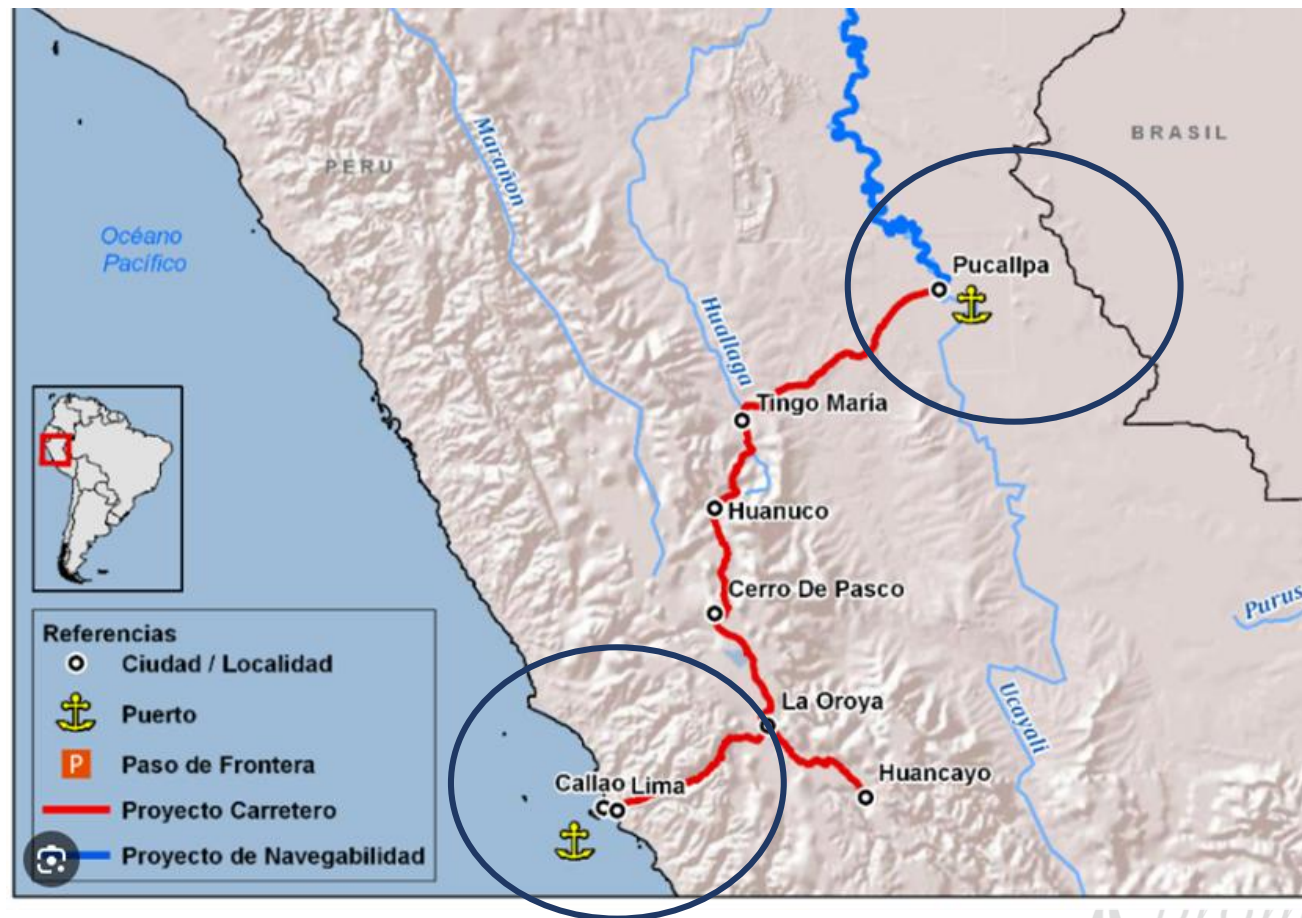 BRASIL
PERU
Marañon
Océano
Pacífico
Pucallpa
Huallaga
Tingo María
Huanuco
Cerro De Pasco
Purus
La Oroya
Ucayali
Huancayo
Callao Lima
Referencias
Ciudad / Localidad
Puerto
P Paso de Frontera
Proyecto Carretero
Proyecto de Navegabilidad